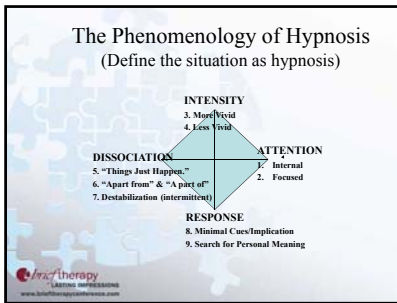 The Phenomenology of Hypnosis
(Define the situation as hypnosis)
INTENSITY
3. More Vivid
4. Less Vivid
DISSOCIATION
5. “Things Just Happen.”
6. “Apart from” & “A part of”
7. Destabilization (intermittent)
ATTENTION
1. Internal
2. Focused
RESPONSE
8. Minimal Cues/Implication
9. Search for Personal Meaning
brief therapy
LASTING IMPRESSIONS
www.brieftherapyconference.com